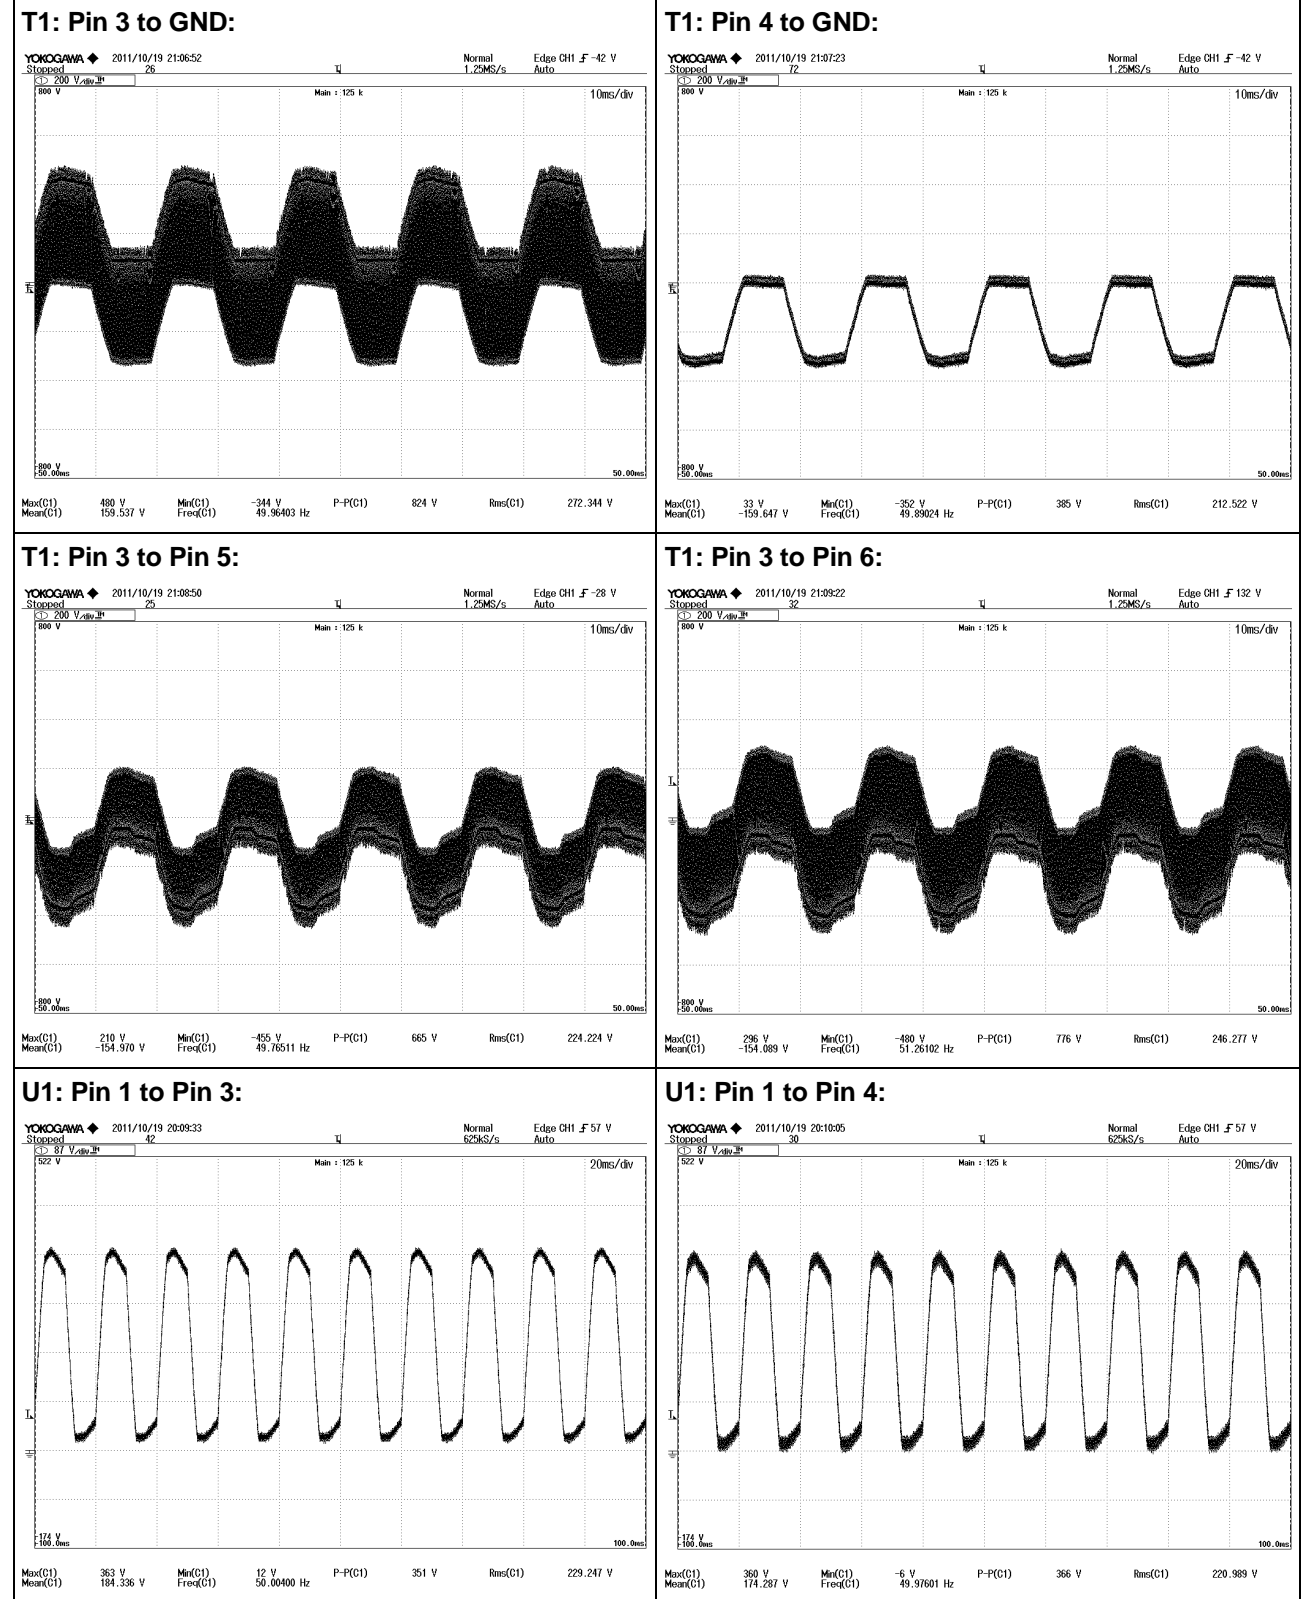 T1: Pin 3 to GND:
YOKOGAWA ◆ 2011/10/19 21:06:52 Normal Edge CH1 -42 V
Stopped 26 1.25MS/s Auto
① 200 V/div
800 V Main : 125 k 10ms/div
-800 V
-50.00ms 50.00ms
Max(C1) 480 V Min(C1) -344 V P-P(C1) 824 V Rms(C1) 272.344 V
Mean(C1) 159.537 V Freq(C1) 49.96403 Hz
T1: Pin 4 to GND:
YOKOGAWA ◆ 2011/10/19 21:07:23 Normal Edge CH1 -42 V
Stopped 72 1.25MS/s Auto
① 200 V/div
800 V Main : 125 k 10ms/div
-800 V
-50.00ms 50.00ms
Max(C1) 33 V Min(C1) -352 V P-P(C1) 385 V Rms(C1) 212.522 V
Mean(C1) -159.647 V Freq(C1) 49.89024 Hz
T1: Pin 3 to Pin 5:
YOKOGAWA ◆ 2011/10/19 21:08:50 Normal Edge CH1 -28 V
Stopped 25 1.25MS/s Auto
① 200 V/div
800 V Main : 125 k 10ms/div
-800 V
-50.00ms 50.00ms
Max(C1) 210 V Min(C1) -455 V P-P(C1) 665 V Rms(C1) 224.224 V
Mean(C1) -154.970 V Freq(C1) 49.76511 Hz
T1: Pin 3 to Pin 6:
YOKOGAWA ◆ 2011/10/19 21:09:22 Normal Edge CH1 132 V
Stopped 32 1.25MS/s Auto
① 200 V/div
800 V Main : 125 k 10ms/div
-800 V
-50.00ms 50.00ms
Max(C1) 296 V Min(C1) -480 V P-P(C1) 776 V Rms(C1) 246.277 V
Mean(C1) -154.089 V Freq(C1) 51.26102 Hz
U1: Pin 1 to Pin 3:
YOKOGAWA ◆ 2011/10/19 20:09:33 Normal Edge CH1 57 V
Stopped 42 625kS/s Auto
① 87 V/div
522 V Main : 125 k 20ms/div
-174 V
-100.0ms 100.0ms
Max(C1) 363 V Min(C1) 12 V P-P(C1) 351 V Rms(C1) 229.247 V
Mean(C1) 184.336 V Freq(C1) 50.00400 Hz
U1: Pin 1 to Pin 4:
YOKOGAWA ◆ 2011/10/19 20:10:05 Normal Edge CH1 57 V
Stopped 30 625kS/s Auto
① 87 V/div
522 V Main : 125 k 20ms/div
-174 V
-100.0ms 100.0ms
Max(C1) 360 V Min(C1) -6 V P-P(C1) 366 V Rms(C1) 220.989 V
Mean(C1) 174.287 V Freq(C1) 49.97601 Hz